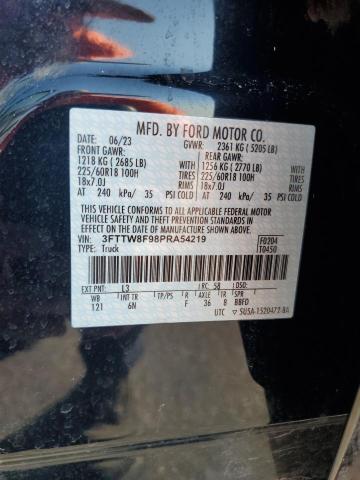 MFD. BY FORD MOTOR CO.
DATE: 06/23 GVWR: 2361 KG ( 5205 LB)
FRONT GAWR: REAR GAWR:
1218 KG (2685 LB) WITH 1256 KG ( 2770 LB) WITH
225/60R18 100H TIRES 225/60R18 100H TIRES
18x7.0J RIMS 18x7.0J RIMS
AT 240 kPa/ 35 PSI COLD AT 240 kPa/ 35 PSI COLD
THIS VEHICLE CONFORMS TO ALL APPLICABLE FEDERAL MOTOR
VEHICLE SAFETY AND THEFT PREVENTION STANDARDS IN
EFFECT ON THE DATE OF MANUFACTURE SHOWN ABOVE.
VIN: 3FTTW8F98PRA54219 F0204
TYPE: Truck T0450
EXT PNT: L3 RC: 58 DSO:
WB INT TR TP/PS R AXLE TR SPR
121 6N F 36 8 BBFD
UTC